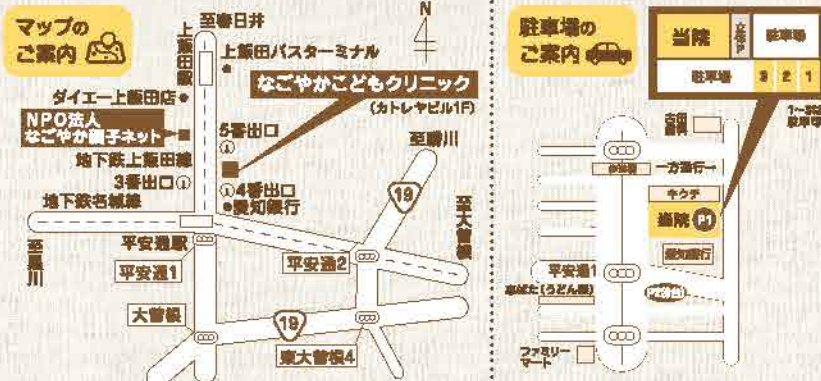 マップの
ご案内
至春日井
N
上飯田駅
上飯田バスターミナル
なごやかこどもクリニック
(カトレヤビル1F)
ダイエー上飯田店
NPO法人
なごやか親子ネット
5番出口
至勝川
地下鉄上飯田線
3番出口
4番出口
愛知銀行
地下鉄名城線
19
至大曽根
至黒川
平安通駅
平安通1
平安通2
大曽根
19
東大曽根4
駐車場の
ご案内
当院
駐車場
駐車場
3 2 1
一方通行→
キウチ
当院 P1
愛知銀行
平安通1
(うどん屋)
ファミリー
マート